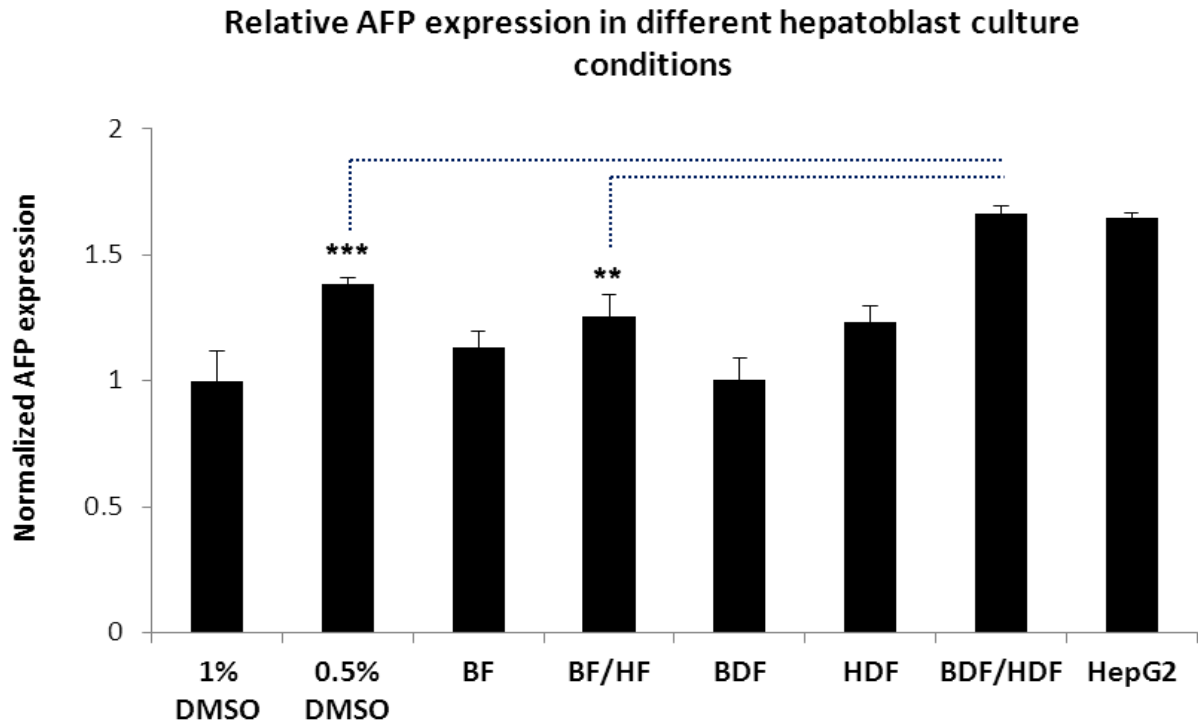 Relative AFP expression in different hepatoblast culture
conditions
Normalized AFP expression
2
1.5
1
0.5
0
***
**
1%
DMSO
0.5%
DMSO
BF
BF/HF
BDF
HDF
BDF/HDF
HepG2